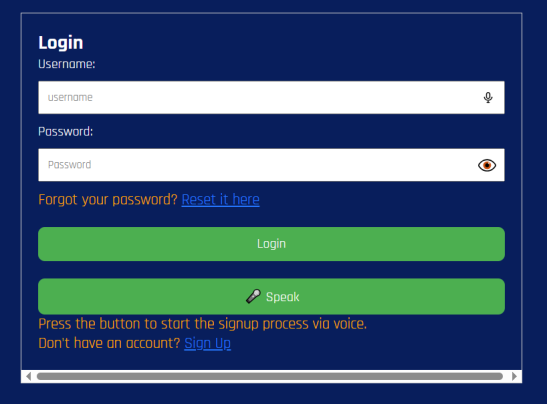 Login
Username:
username
Password:
Password
Forgot your password? Reset it here
Login
Speak
Press the button to start the signup process via voice.
Don't have an account? Sign Up